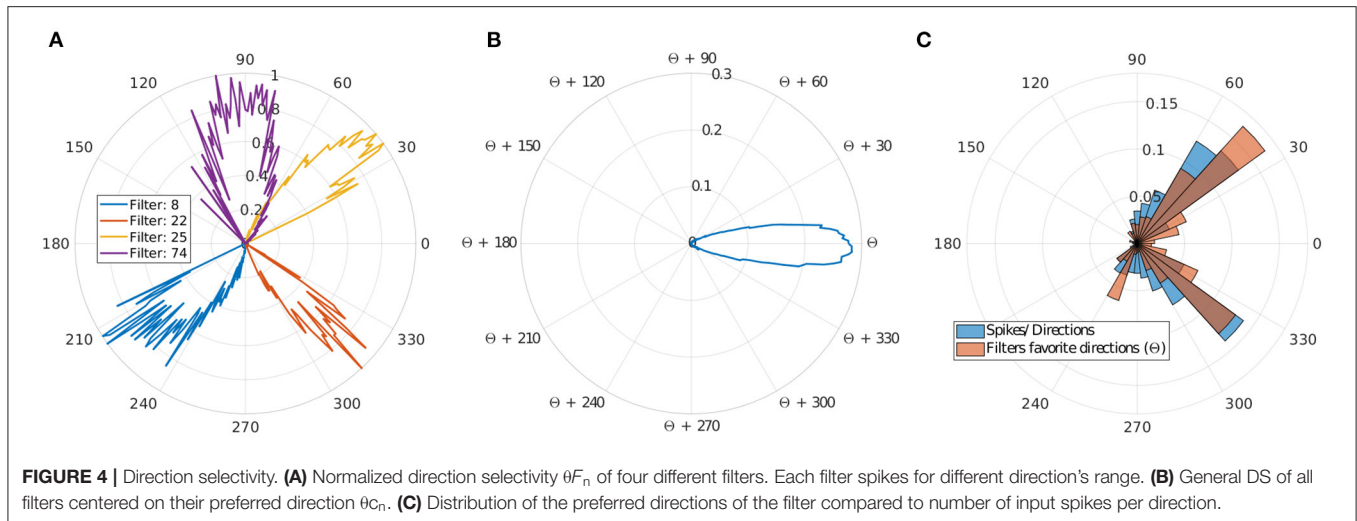 A
90
120
60
1
0.8
150
0.6
30
0.4
Filter: 8
Filter: 22
Filter: 25
Filter: 74
0.2
180
0
210
330
240
300
270
B
Θ + 90
0.3
Θ + 120
Θ + 60
0.2
Θ + 150
Θ + 30
0.1
Θ + 180
0
Θ
Θ + 210
Θ + 330
Θ + 240
Θ + 300
Θ + 270
C
90
120
60
0.15
150
0.1
30
0.05
180
0
Spikes/ Directions
Filters favorite directions (Θ)
210
330
240
300
270
FIGURE 4 | Direction selectivity. (A) Normalized direction selectivity θFn of four different filters. Each filter spikes for different direction's range. (B) General DS of all
filters centered on their preferred direction θcn. (C) Distribution of the preferred directions of the filter compared to number of input spikes per direction.